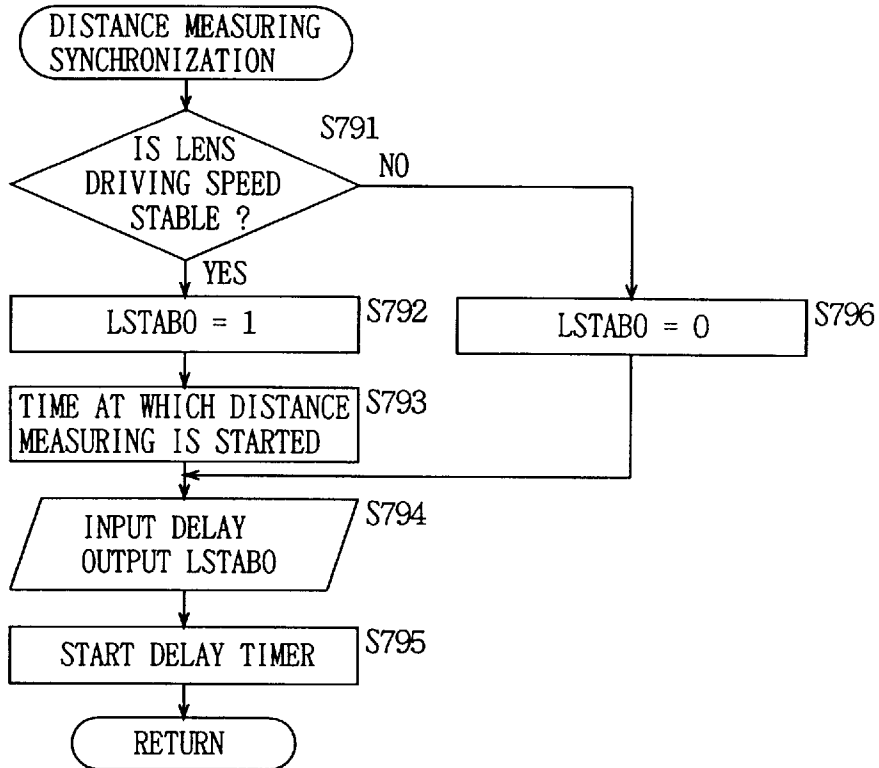 DISTANCE MEASURING
SYNCHRONIZATION
S791
IS LENS
DRIVING SPEED
STABLE ?
NO
YES
LSTAB0 = 1
S792
LSTAB0 = 0
S796
TIME AT WHICH DISTANCE
MEASURING IS STARTED
S793
INPUT DELAY
OUTPUT LSTAB0
S794
START DELAY TIMER
S795
RETURN